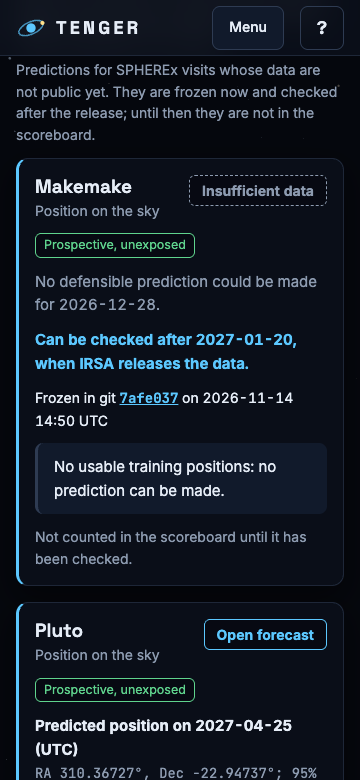 TENGER
Menu
?
Predictions for SPHEREx visits whose data are
not public yet. They are frozen now and checked
after the release; until then they are not in the
scoreboard.
Makemake
Insufficient data
Position on the sky
Prospective, unexposed
No defensible prediction could be made
for 2026-12-28.
Can be checked after 2027-01-20,
when IRSA releases the data.
Frozen in git 7afe037 on 2026-11-14
14:50 UTC
No usable training positions: no
prediction can be made.
Not counted in the scoreboard until it has
been checked.
Pluto
Open forecast
Position on the sky
Prospective, unexposed
Predicted position on 2027-04-25
(UTC)
RA 310.36727°, Dec -22.94737°; 95%